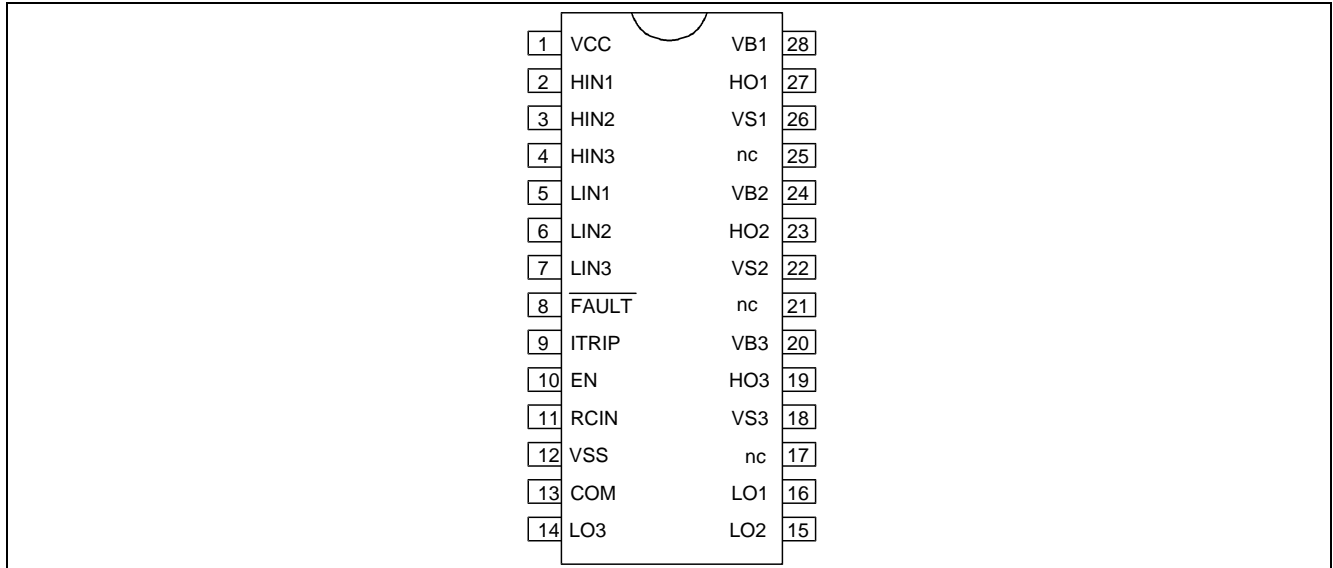 1 VCC VB1 28
2 HIN1 HO1 27
3 HIN2 VS1 26
4 HIN3 nc 25
5 LIN1 VB2 24
6 LIN2 HO2 23
7 LIN3 VS2 22
8 FAULT nc 21
9 ITRIP VB3 20
10 EN HO3 19
11 RCIN VS3 18
12 VSS nc 17
13 COM LO1 16
14 LO3 LO2 15